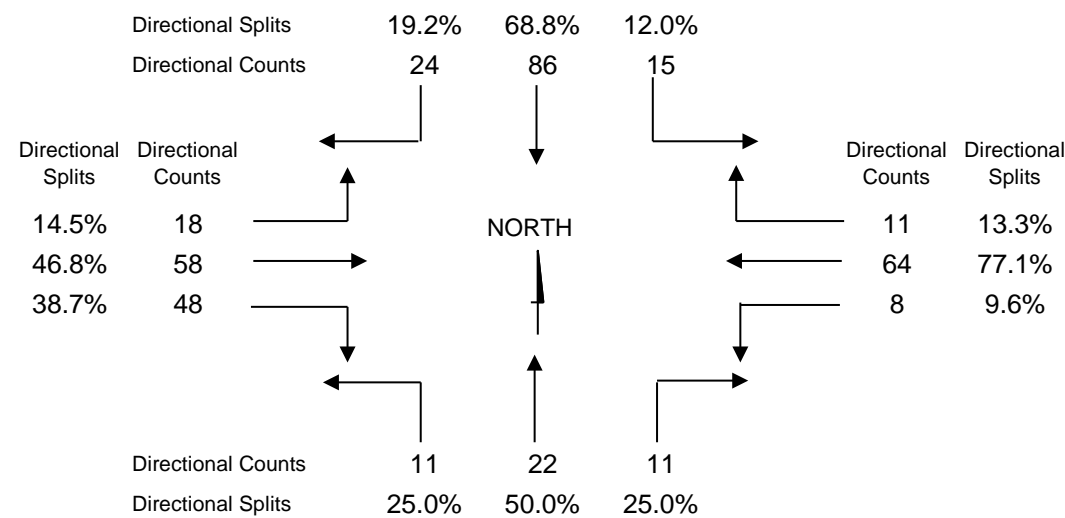 Directional Splits 19.2% 68.8% 12.0%
Directional Counts 24 86 15
Directional Directional Directional Directional
Splits Counts Counts Splits
14.5% 18 NORTH 11 13.3%
46.8% 58 64 77.1%
38.7% 48 8 9.6%
Directional Counts 11 22 11
Directional Splits 25.0% 50.0% 25.0%